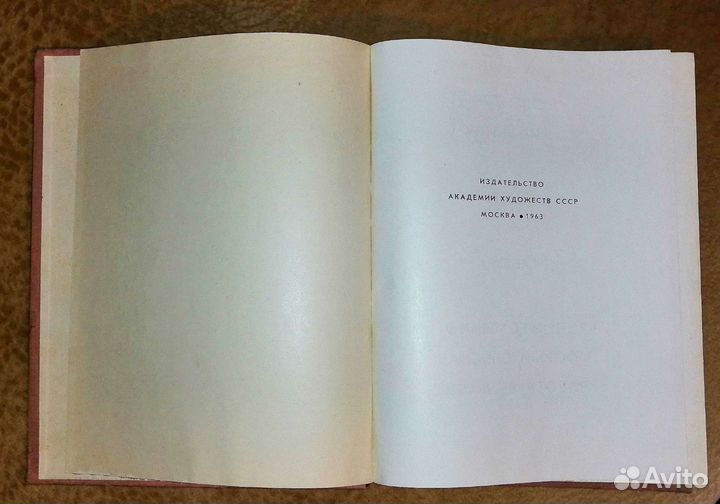 ИЗДАТЕЛЬСТВО
АКАДЕМИИ ХУДОЖЕСТВ СССР
МОСКВА • 1963
Avito